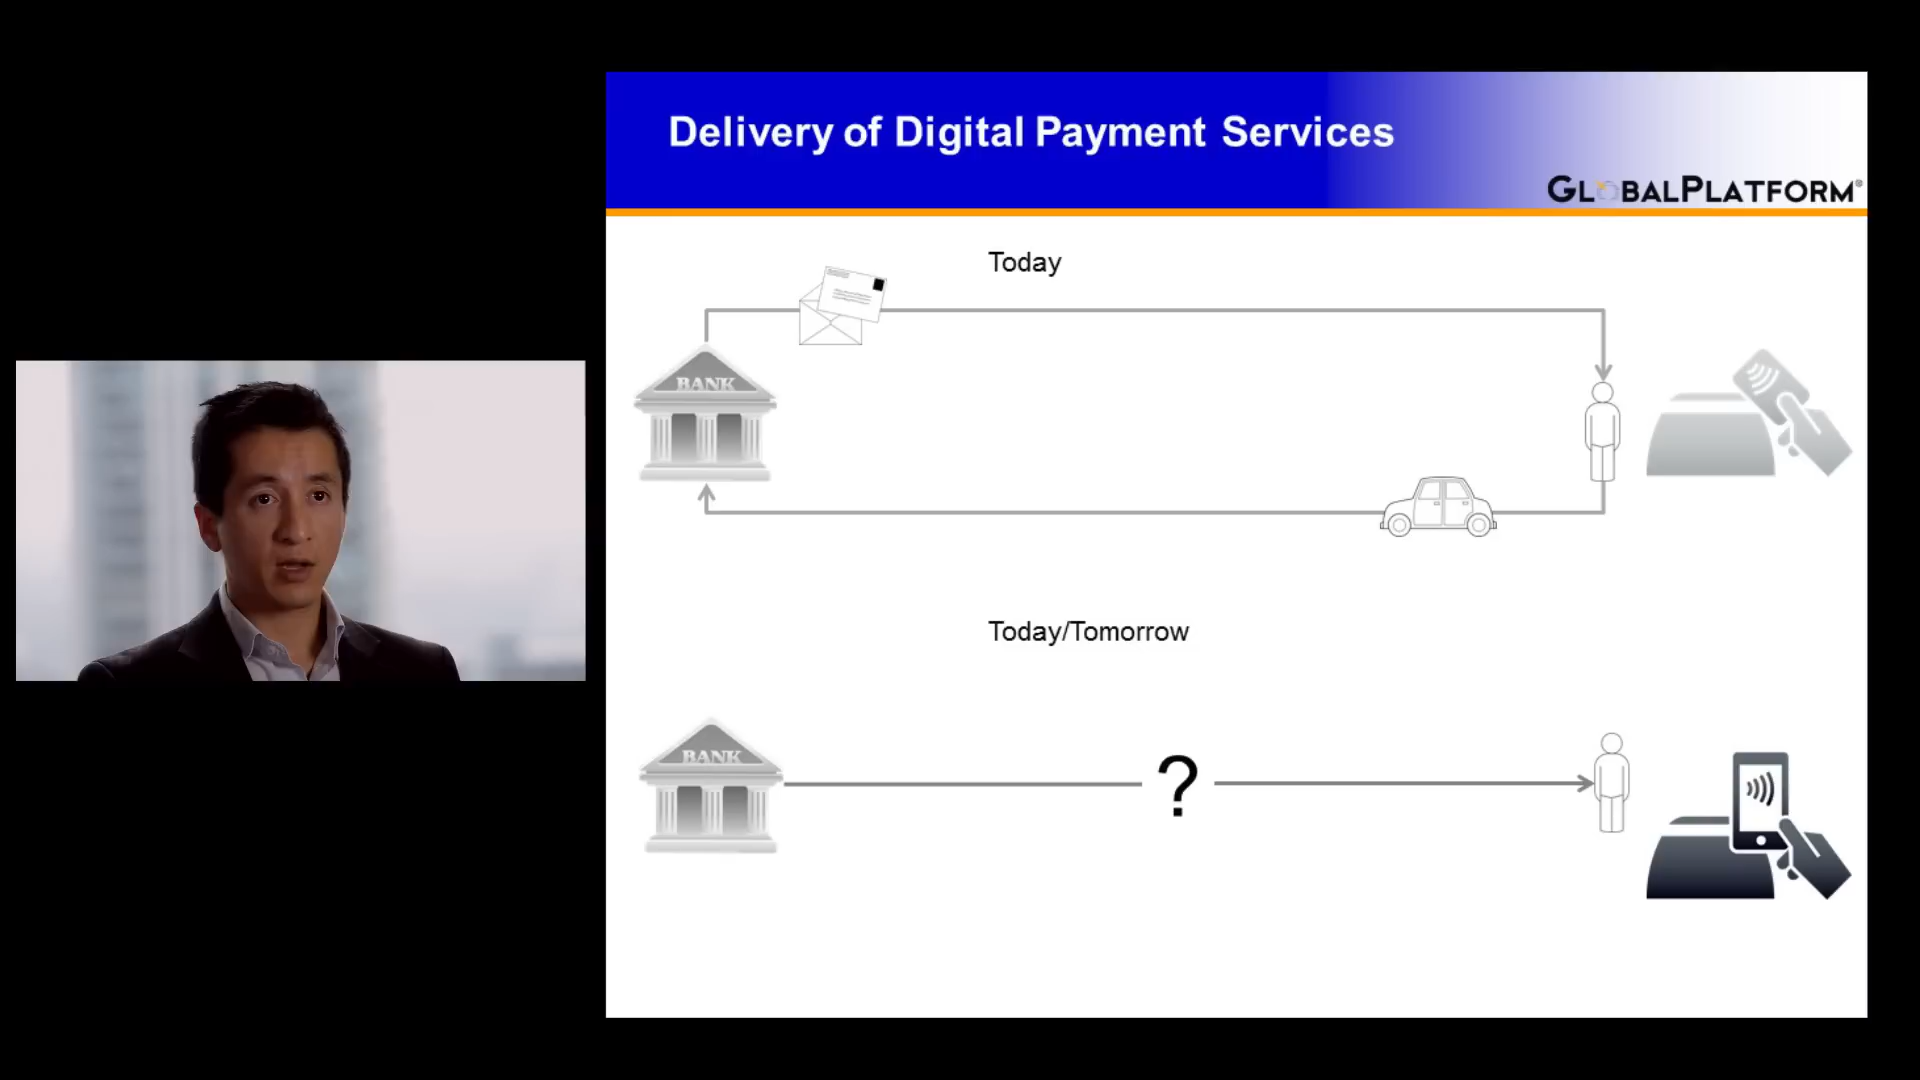 Delivery of Digital Payment Services
GLOBALPLATFORM®
Today
BANK
Today/Tomorrow
BANK
?